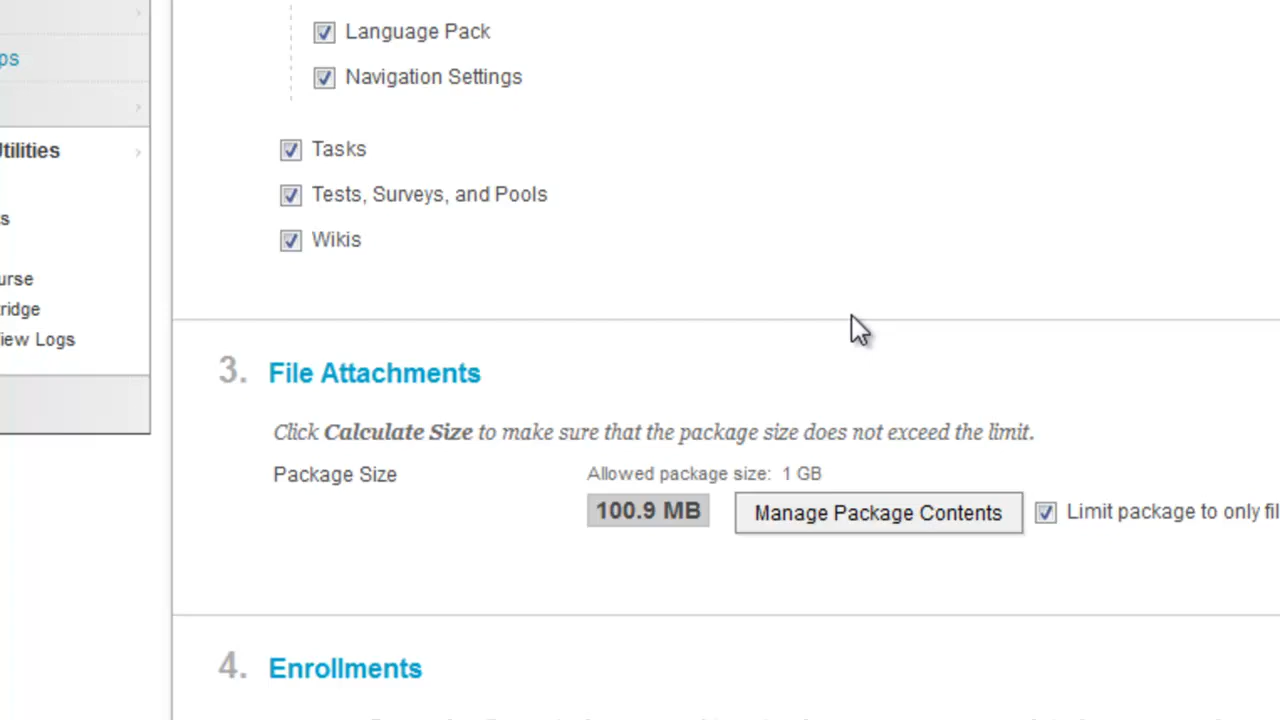 Language Pack
ps
Navigation Settings
Tasks
Utilities
Tests, Surveys, and Pools
s
Wikis
urse
ridge
iew Logs
3. File Attachments
Click Calculate Size to make sure that the package size does not exceed the limit.
Package Size Allowed package size: 1 GB
100.9 MB Manage Package Contents Limit package to only fil
4. Enrollments